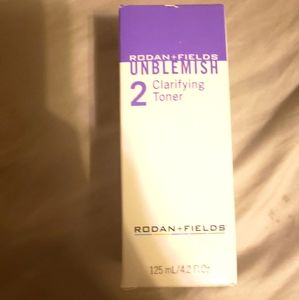 RODAN+FIELDS
UNBLEMISH
2 Clarifying
Toner
RODAN+FIELDS
125 mL/4.2 Fl Oz